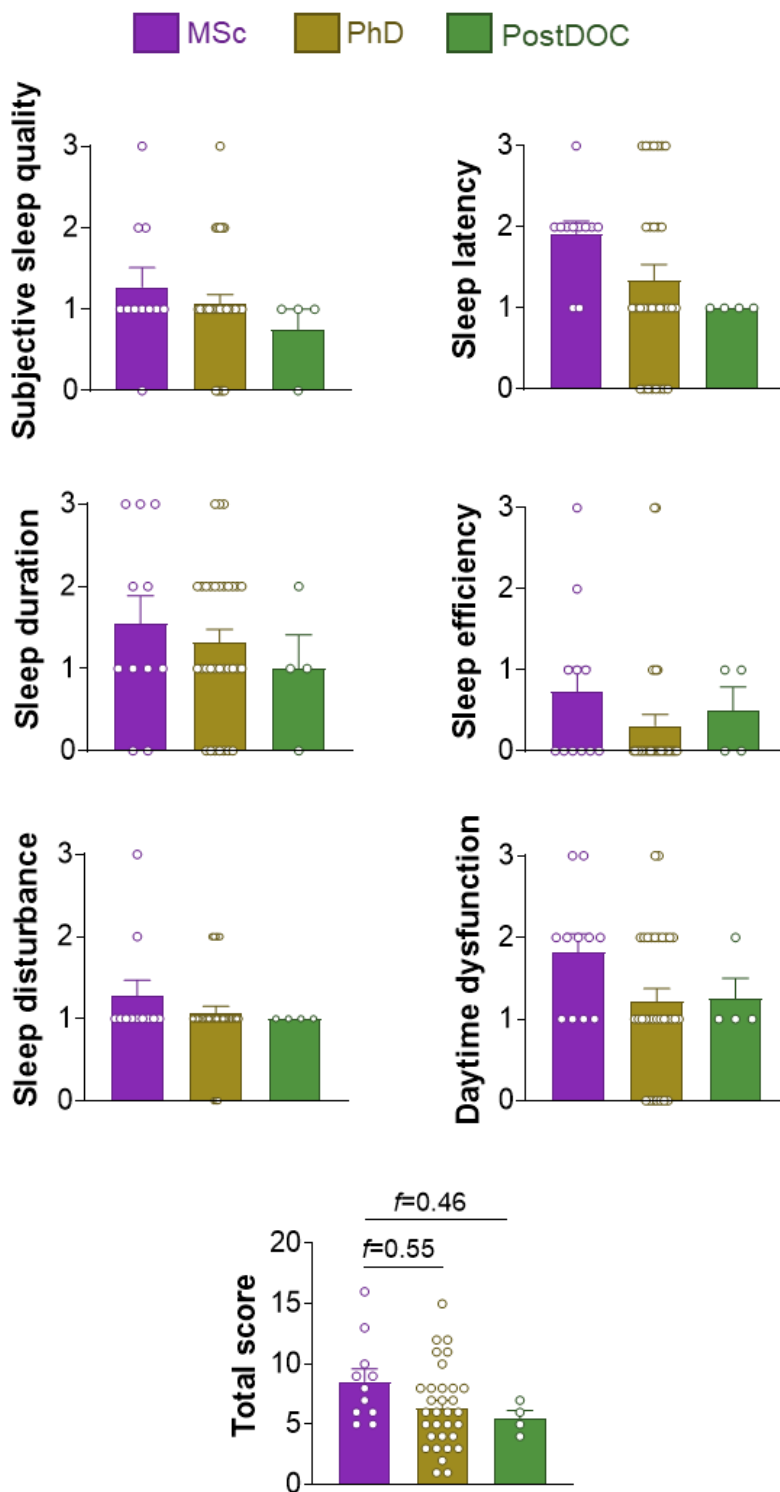 MSc PhD PostDOC
Subjective sleep quality
3
2
1
0
Sleep latency
3
2
1
0
Sleep duration
3
2
1
0
Sleep efficiency
3
2
1
0
Sleep disturbance
3
2
1
0
Daytime dysfunction
3
2
1
0
f=0.46
f=0.55
Total score
20
15
10
5
0